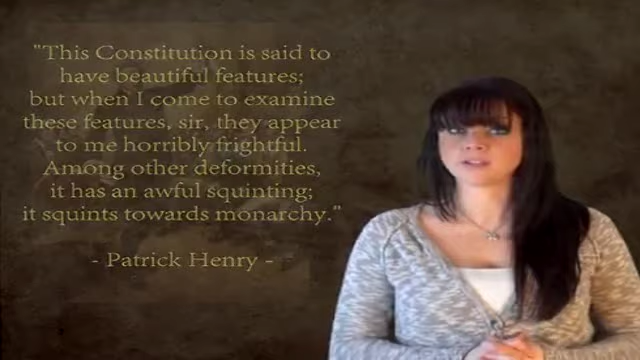 "This Constitution is said to
have beautiful features;
but when I come to examine
these features, sir, they appear
to me horribly frightful.
Among other deformities,
it has an awful squinting;
it squints towards monarchy."
- Patrick Henry -